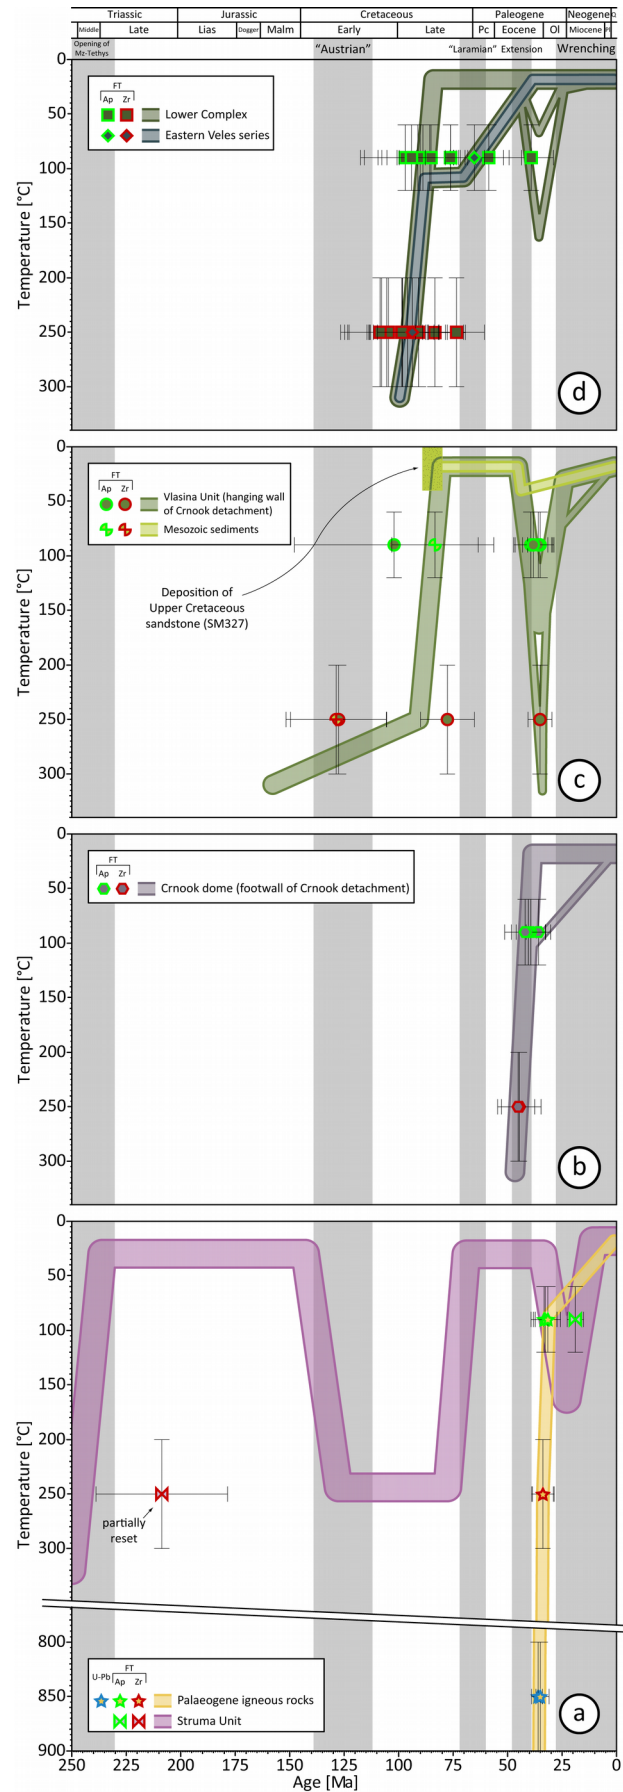 Triassic Jurassic Cretaceous Paleogene Neogene Q
Middle Late Lias Dogger Malm Early Late Pc Eocene Ol Miocene Pl
Opening of
Mz-Tethys
"Austrian" "Laramian" Extension Wrenching
0
50
100
150
200
250
300
Temperature [°C]
FT
Ap Zr
Lower Complex
Eastern Veles series
d
0
50
100
150
200
250
300
Temperature [°C]
FT
Ap Zr
Vlasina Unit (hanging wall
of Crnook detachment)
Mesozoic sediments
Deposition of
Upper Cretaceous
sandstone (SM327)
c
0
50
100
150
200
250
300
Temperature [°C]
FT
Ap Zr
Crnook dome (footwall of Crnook detachment)
b
0
50
100
150
200
250
300
800
850
900
Temperature [°C]
partially
reset
FT
U-Pb Ap Zr
Palaeogene igneous rocks
Struma Unit
a
250 225 200 175 150 125 100 75 50 25 0
Age [Ma]